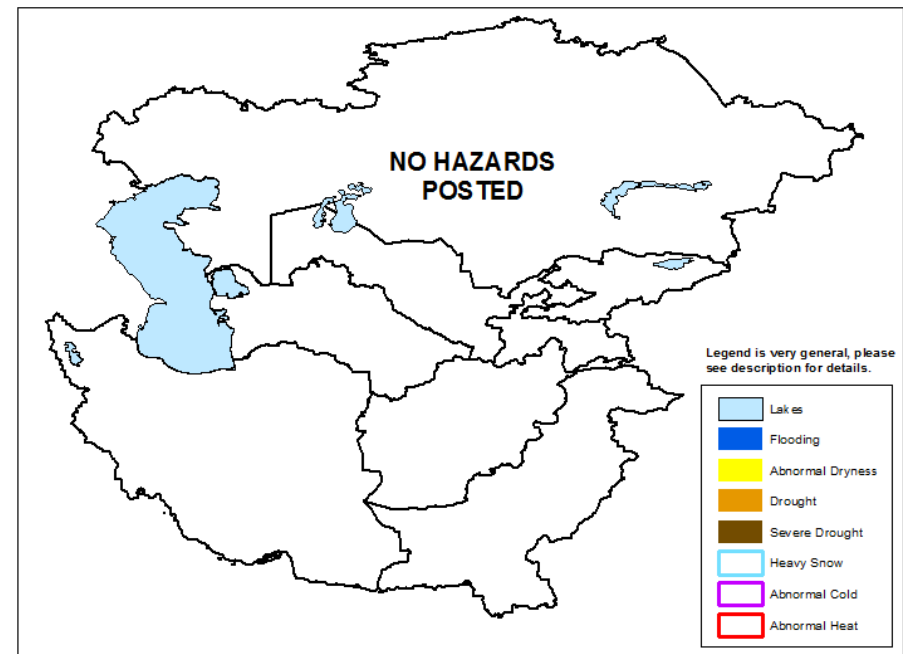 NO HAZARDS
POSTED
Legend is very general, please
see description for details.
Lakes
Flooding
Abnormal Dryness
Drought
Severe Drought
Heavy Snow
Abnormal Cold
Abnormal Heat